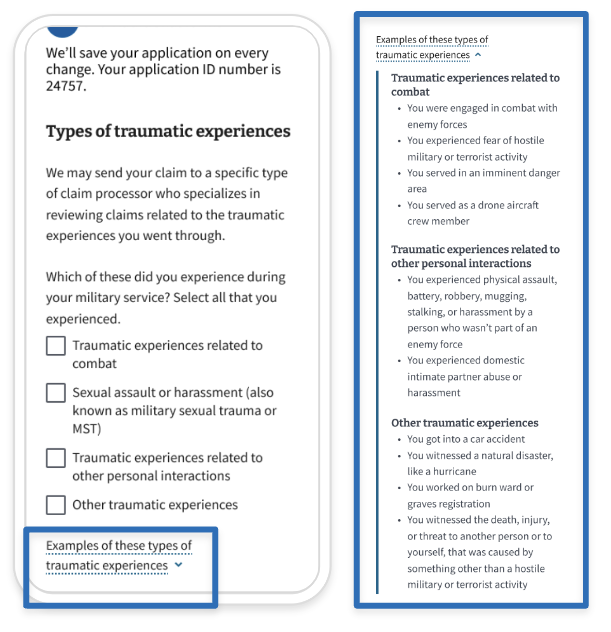 We'll save your application on every
change. Your application ID number is
24757.
Types of traumatic experiences
We may send your claim to a specific type
of claim processor who specializes in
reviewing claims related to the traumatic
experiences you went through.
Which of these did you experience during
your military service? Select all that you
experienced.
Traumatic experiences related to
combat
Sexual assault or harassment (also
known as military sexual trauma or
MST)
Traumatic experiences related to
other personal interactions
Other traumatic experiences
Examples of these types of
traumatic experiences
Examples of these types of
traumatic experiences
Traumatic experiences related to
combat
• You were engaged in combat with
enemy forces
• You experienced fear of hostile
military or terrorist activity
• You served in an imminent danger
area
• You served as a drone aircraft
crew member
Traumatic experiences related to
other personal interactions
• You experienced physical assault,
battery, robbery, mugging,
stalking, or harassment by a
person who wasn't part of an
enemy force
• You experienced domestic
intimate partner abuse or
harassment
Other traumatic experiences
• You got into a car accident
• You witnessed a natural disaster,
like a hurricane
• You worked on burn ward or
graves registration
• You witnessed the death, injury,
or threat to another person or to
yourself, that was caused by
something other than a hostile
military or terrorist activity